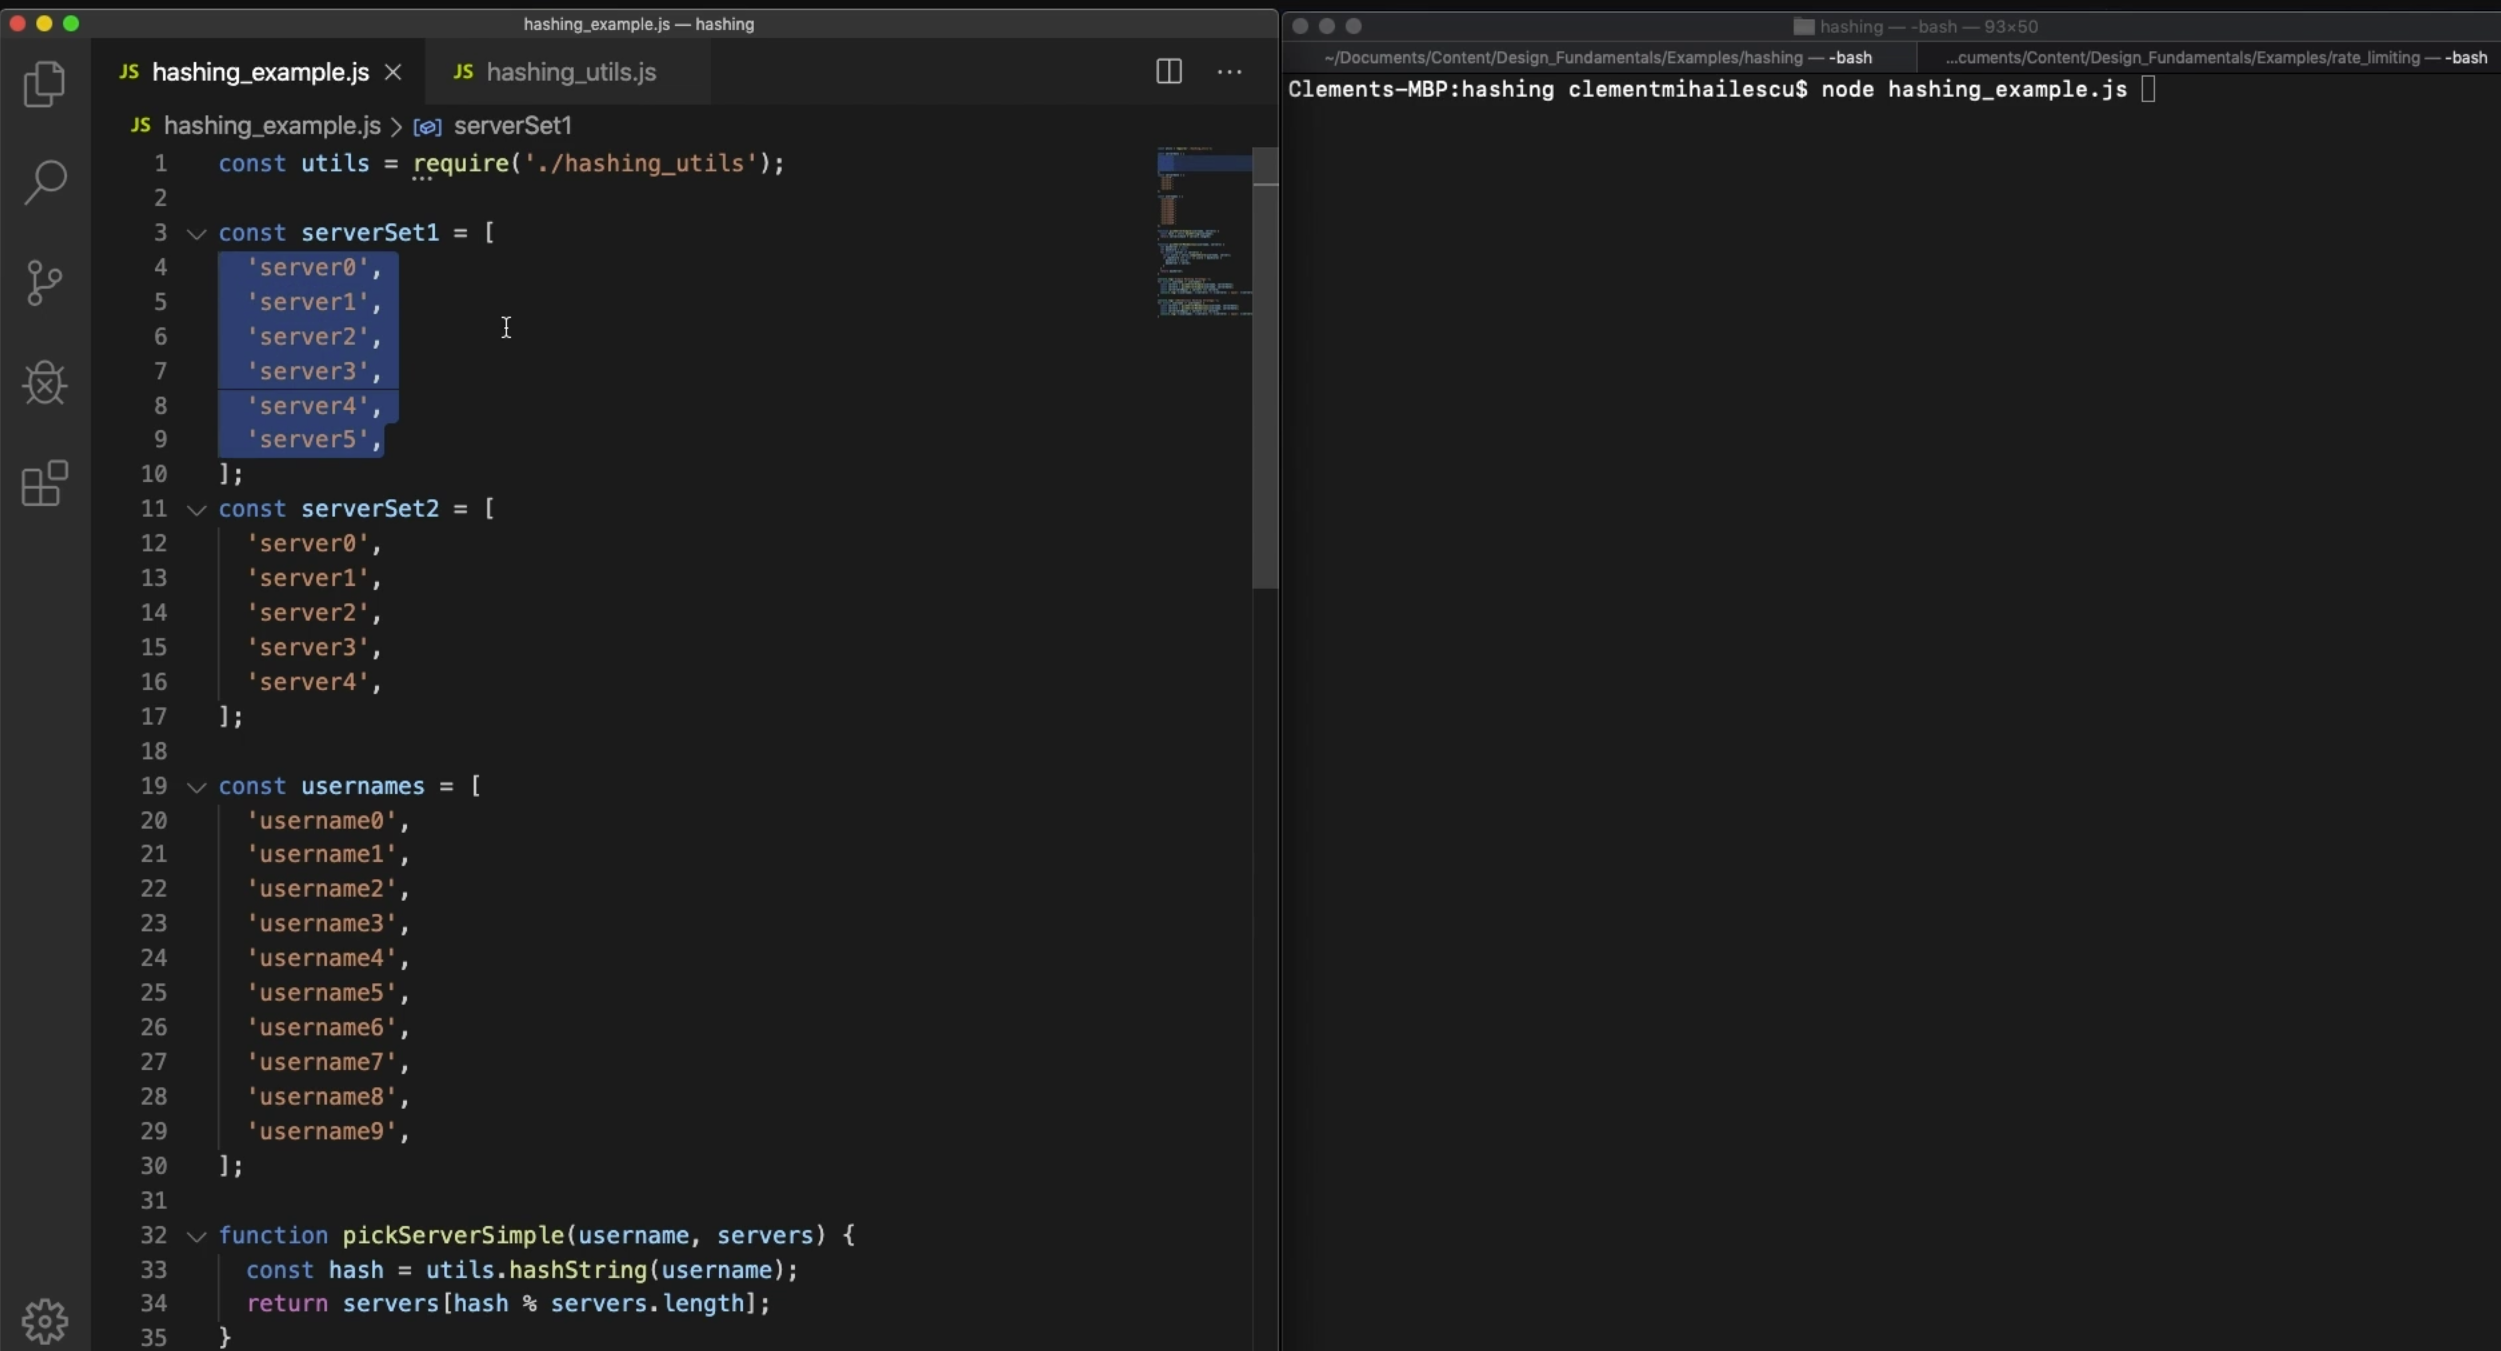 hashing_example.js — hashing
JS hashing_example.js
JS hashing_utils.js
JS hashing_example.js > serverSet1
1 const utils = require('./hashing_utils');
2
3 const serverSet1 = [
4 'server0',
5 'server1',
6 'server2',
7 'server3',
8 'server4',
9 'server5',
10 ];
11 const serverSet2 = [
12 'server0',
13 'server1',
14 'server2',
15 'server3',
16 'server4',
17 ];
18
19 const usernames = [
20 'username0',
21 'username1',
22 'username2',
23 'username3',
24 'username4',
25 'username5',
26 'username6',
27 'username7',
28 'username8',
29 'username9',
30 ];
31
32 function pickServerSimple(username, servers) {
33 const hash = utils.hashString(username);
34 return servers[hash % servers.length];
35 }
hashing — -bash — 93×50
~/Documents/Content/Design_Fundamentals/Examples/hashing — -bash
...cuments/Content/Design_Fundamentals/Examples/rate_limiting — -bash
Clements-MBP:hashing clementmihailescu$ node hashing_example.js